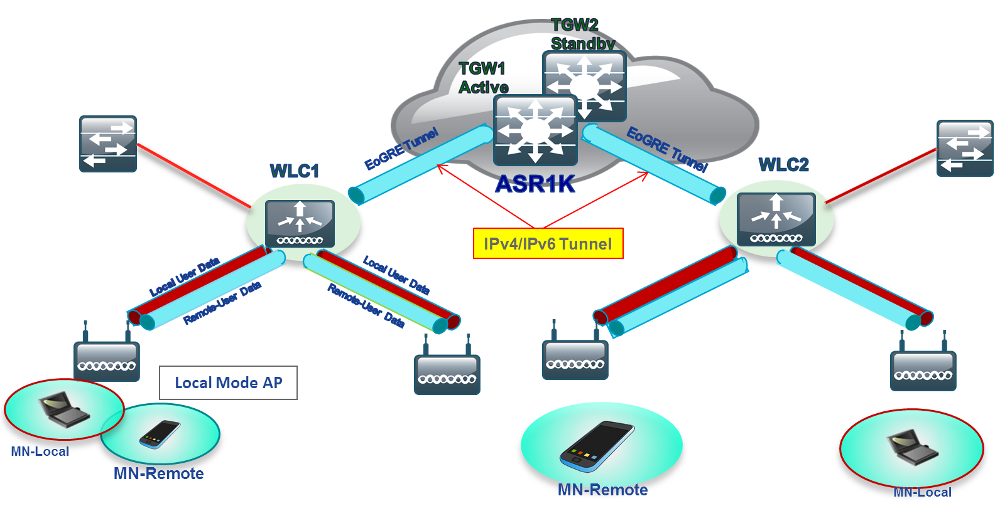 TGW2
Standby
TGW1
Active
EoGRE Tunnel
EoGRE Tunnel
WLC1
WLC2
ASR1K
IPv4/IPv6 Tunnel
Local User Data
Remote-User Data
Local User Data
Remote-User Data
Local Mode AP
MN-Local
MN-Remote
MN-Remote
MN-Local